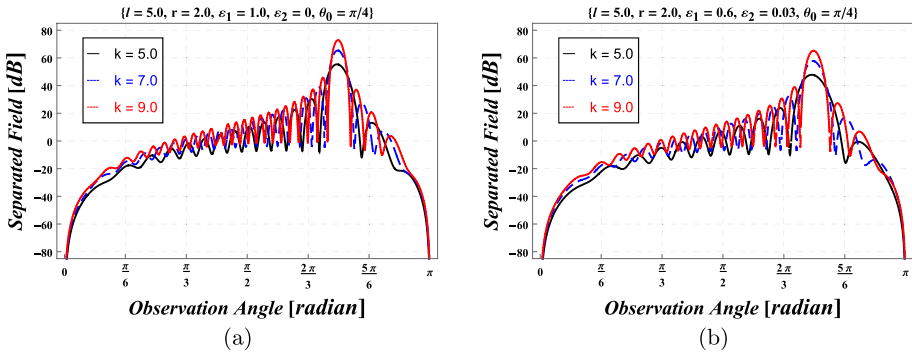 {l = 5.0, r = 2.0, ε₁ = 1.0, ε₂ = 0, θ₀ = π/4}
Separated Field [dB]
80
60
40
20
0
−20
−40
−60
−80
k = 5.0
k = 7.0
k = 9.0
0 π/6 π/3 π/2 2π/3 5π/6 π
Observation Angle [radian]
(a)
{l = 5.0, r = 2.0, ε₁ = 0.6, ε₂ = 0.03, θ₀ = π/4}
Separated Field [dB]
80
60
40
20
0
−20
−40
−60
−80
k = 5.0
k = 7.0
k = 9.0
0 π/6 π/3 π/2 2π/3 5π/6 π
Observation Angle [radian]
(b)